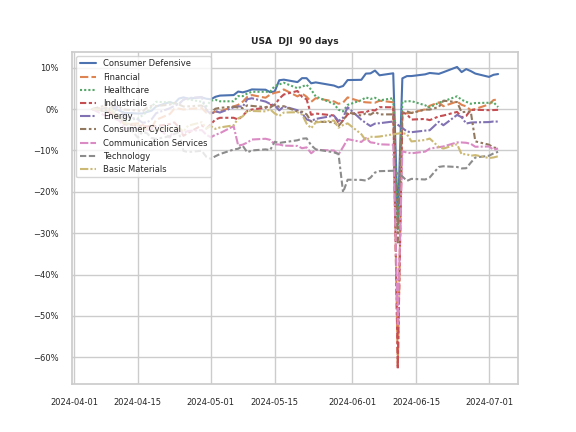 USA DJI 90 days
10%
0%
−10%
−20%
−30%
−40%
−50%
−60%
Consumer Defensive
Financial
Healthcare
Industrials
Energy
Consumer Cyclical
Communication Services
Technology
Basic Materials
2024-04-01
2024-04-15
2024-05-01
2024-05-15
2024-06-01
2024-06-15
2024-07-01